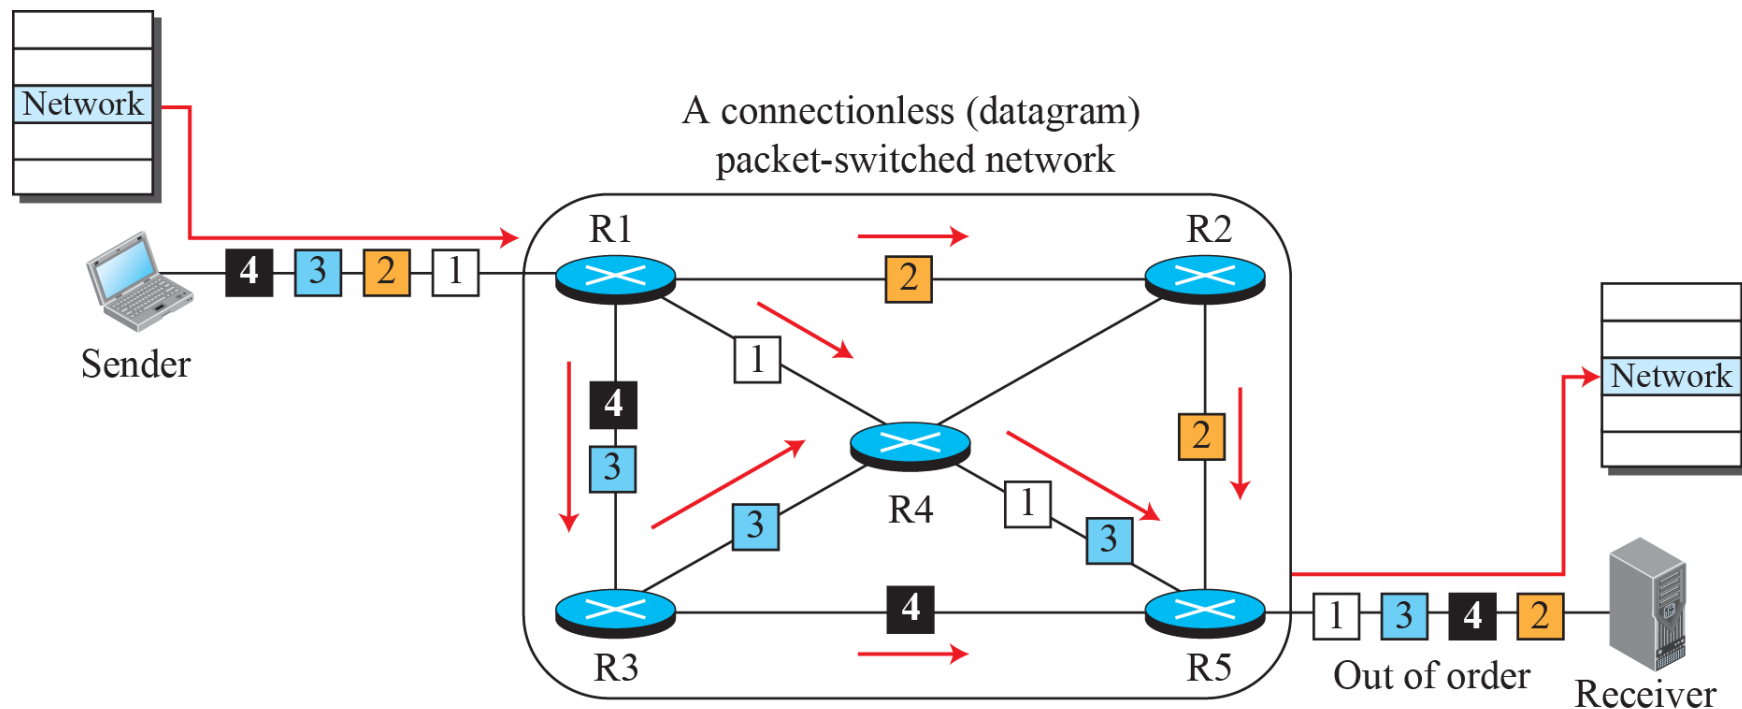 Network
A connectionless (datagram)
packet-switched network
R1
R2
4 3 2 1
2
Sender
1
4
2
3
R4
1
3
3
Network
4
1 3 4 2
R3
R5
Out of order
Receiver